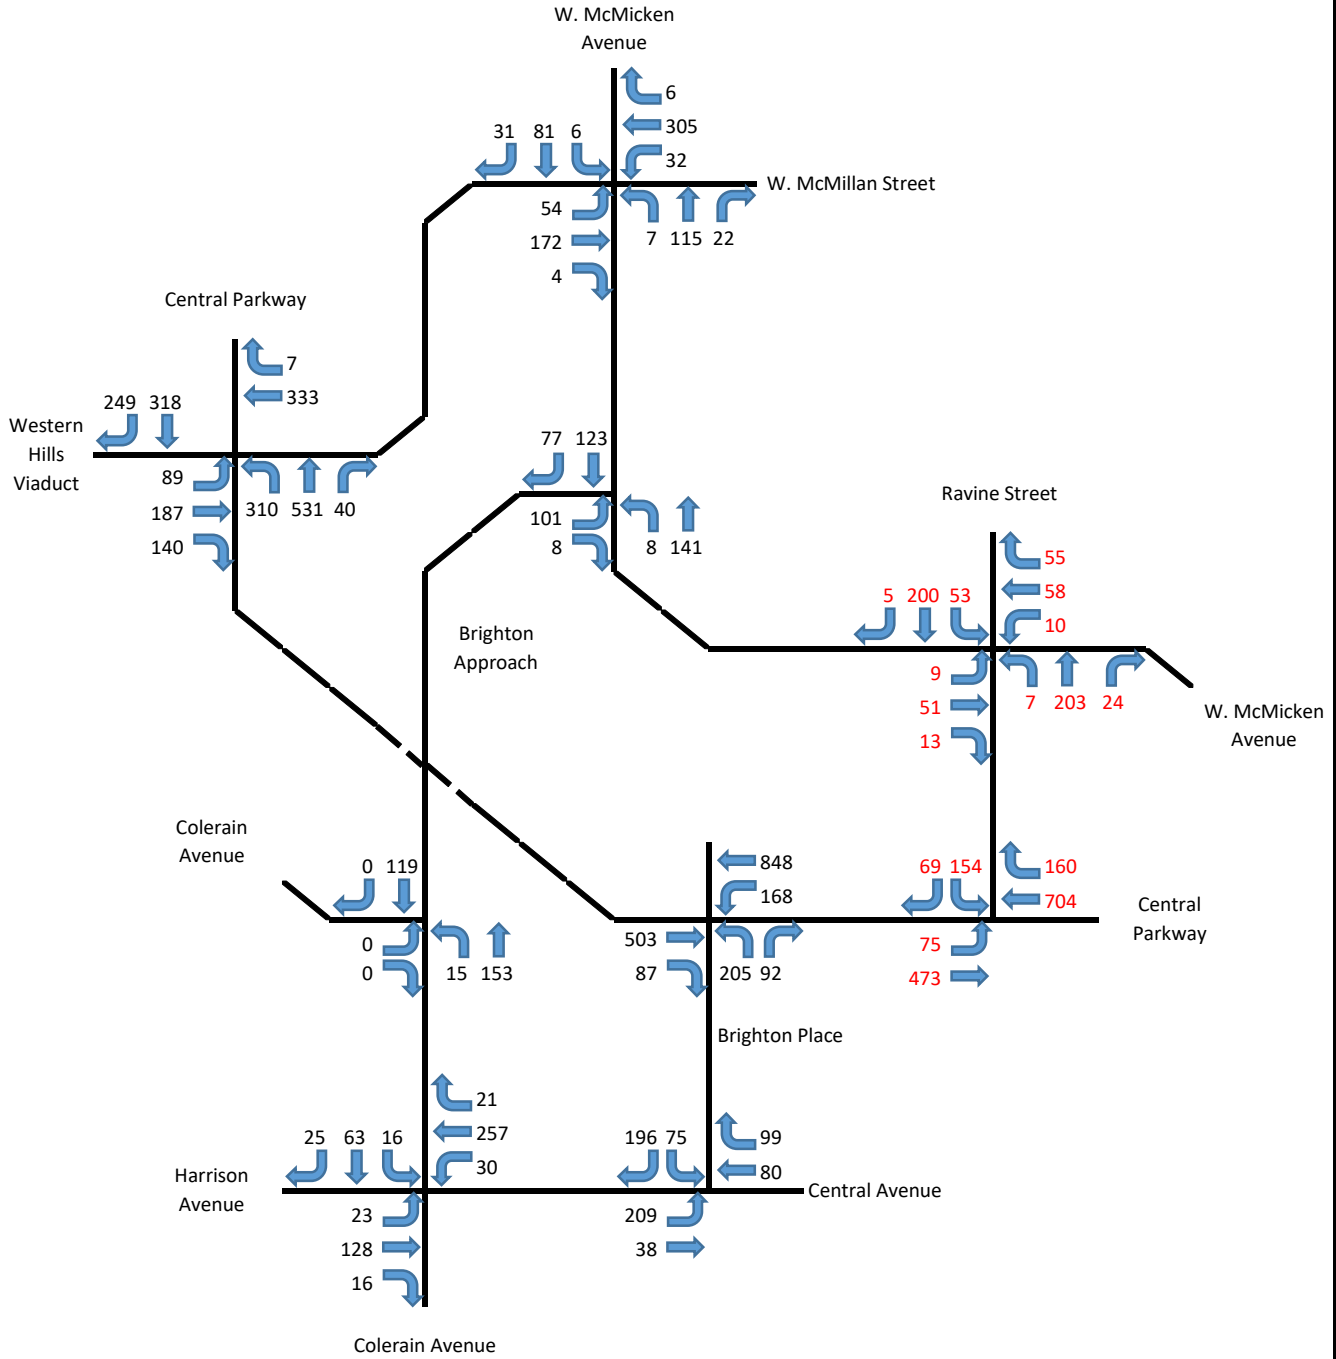 W. McMicken
Avenue
6
305
32
31 81 6
W. McMillan Street
54
172
4
7 115 22
Central Parkway
7
333
249 318
Western
Hills
Viaduct
89
187
140
310 531 40
77 123
101
8
8 141
Ravine Street
55
58
10
5 200 53
9
51
13
7 203 24
W. McMicken
Avenue
Brighton
Approach
Colerain
Avenue
0 119
0
0
15 153
848
168
503
87
205 92
69 154
160
704
75
473
Central
Parkway
Brighton Place
21
257
30
25 63 16
Harrison
Avenue
23
128
16
196 75
99
80
Central Avenue
209
38
Colerain Avenue